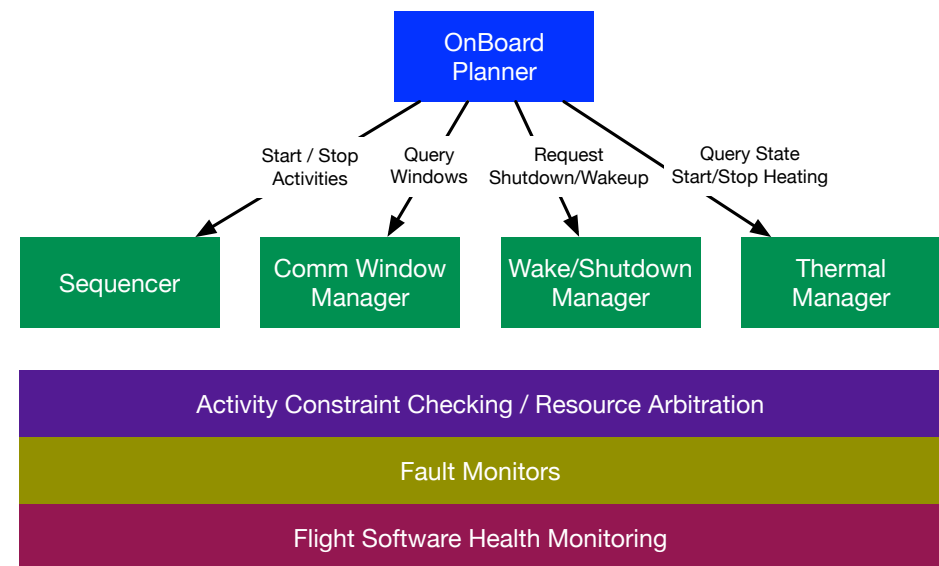 OnBoard
Planner
Start / Stop
Activities
Query
Windows
Request
Shutdown/Wakeup
Query State
Start/Stop Heating
Sequencer
Comm Window
Manager
Wake/Shutdown
Manager
Thermal
Manager
Activity Constraint Checking / Resource Arbitration
Fault Monitors
Flight Software Health Monitoring